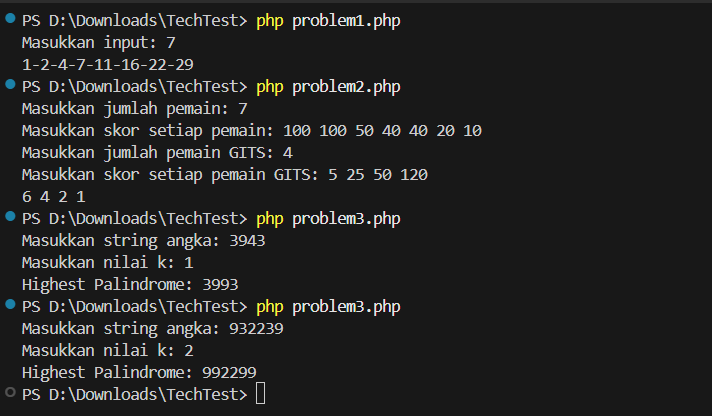 PS D:\Downloads\TechTest> php problem1.php
Masukkan input: 7
1-2-4-7-11-16-22-29
PS D:\Downloads\TechTest> php problem2.php
Masukkan jumlah pemain: 7
Masukkan skor setiap pemain: 100 100 50 40 40 20 10
Masukkan jumlah pemain GITS: 4
Masukkan skor setiap pemain GITS: 5 25 50 120
6 4 2 1
PS D:\Downloads\TechTest> php problem3.php
Masukkan string angka: 3943
Masukkan nilai k: 1
Highest Palindrome: 3993
PS D:\Downloads\TechTest> php problem3.php
Masukkan string angka: 932239
Masukkan nilai k: 2
Highest Palindrome: 992299
PS D:\Downloads\TechTest>